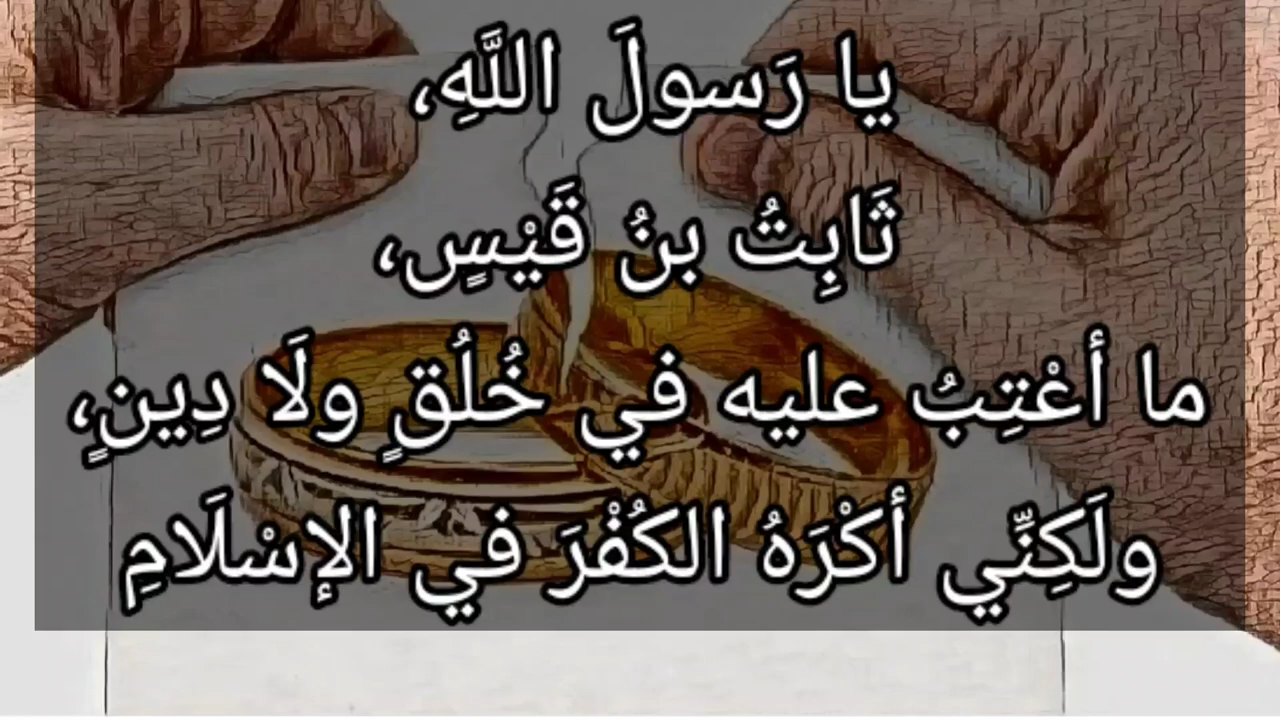 يا رَسولَ اللَّهِ،
ثَابِتُ بنُ قَيْسٍ،
ما أعْتِبُ عليه في خُلُقٍ ولَا دِينٍ،
ولَكِنِّي أكْرَهُ الكُفْرَ في الإسْلَامِ